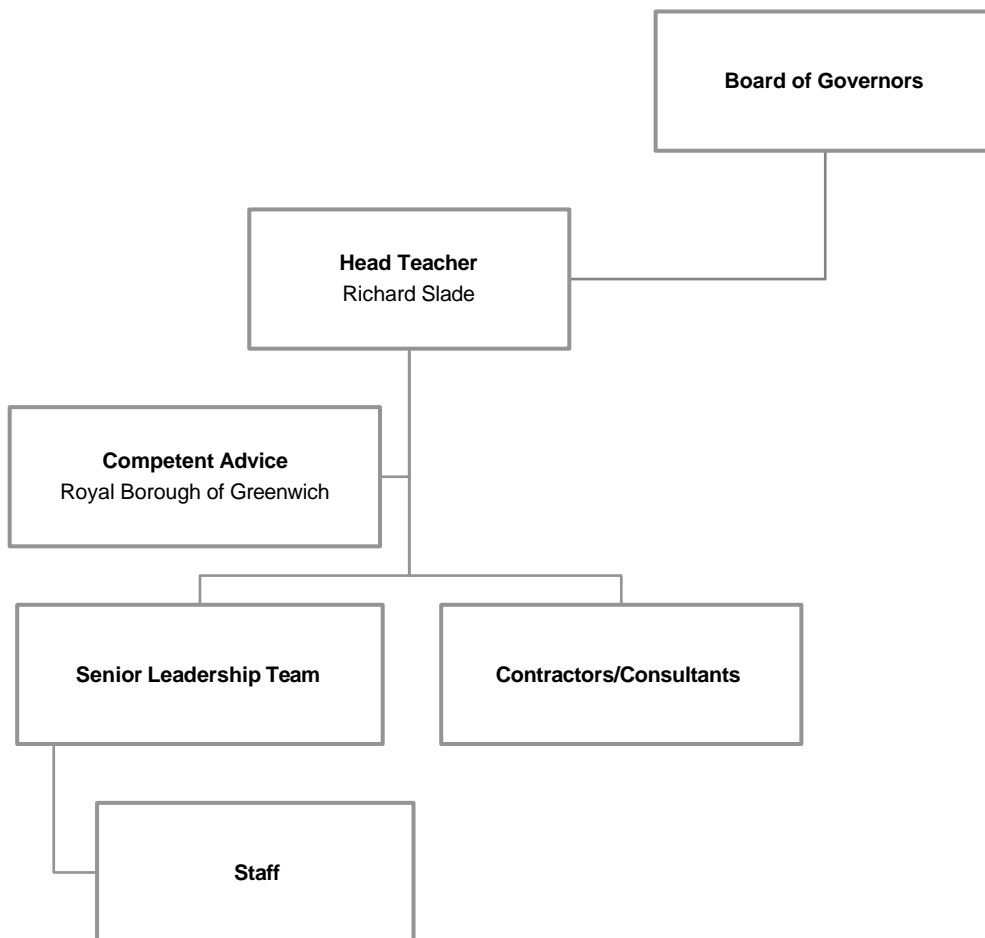 Board of Governors
Head Teacher
Richard Slade
Competent Advice
Royal Borough of Greenwich
Senior Leadership Team
Contractors/Consultants
Staff